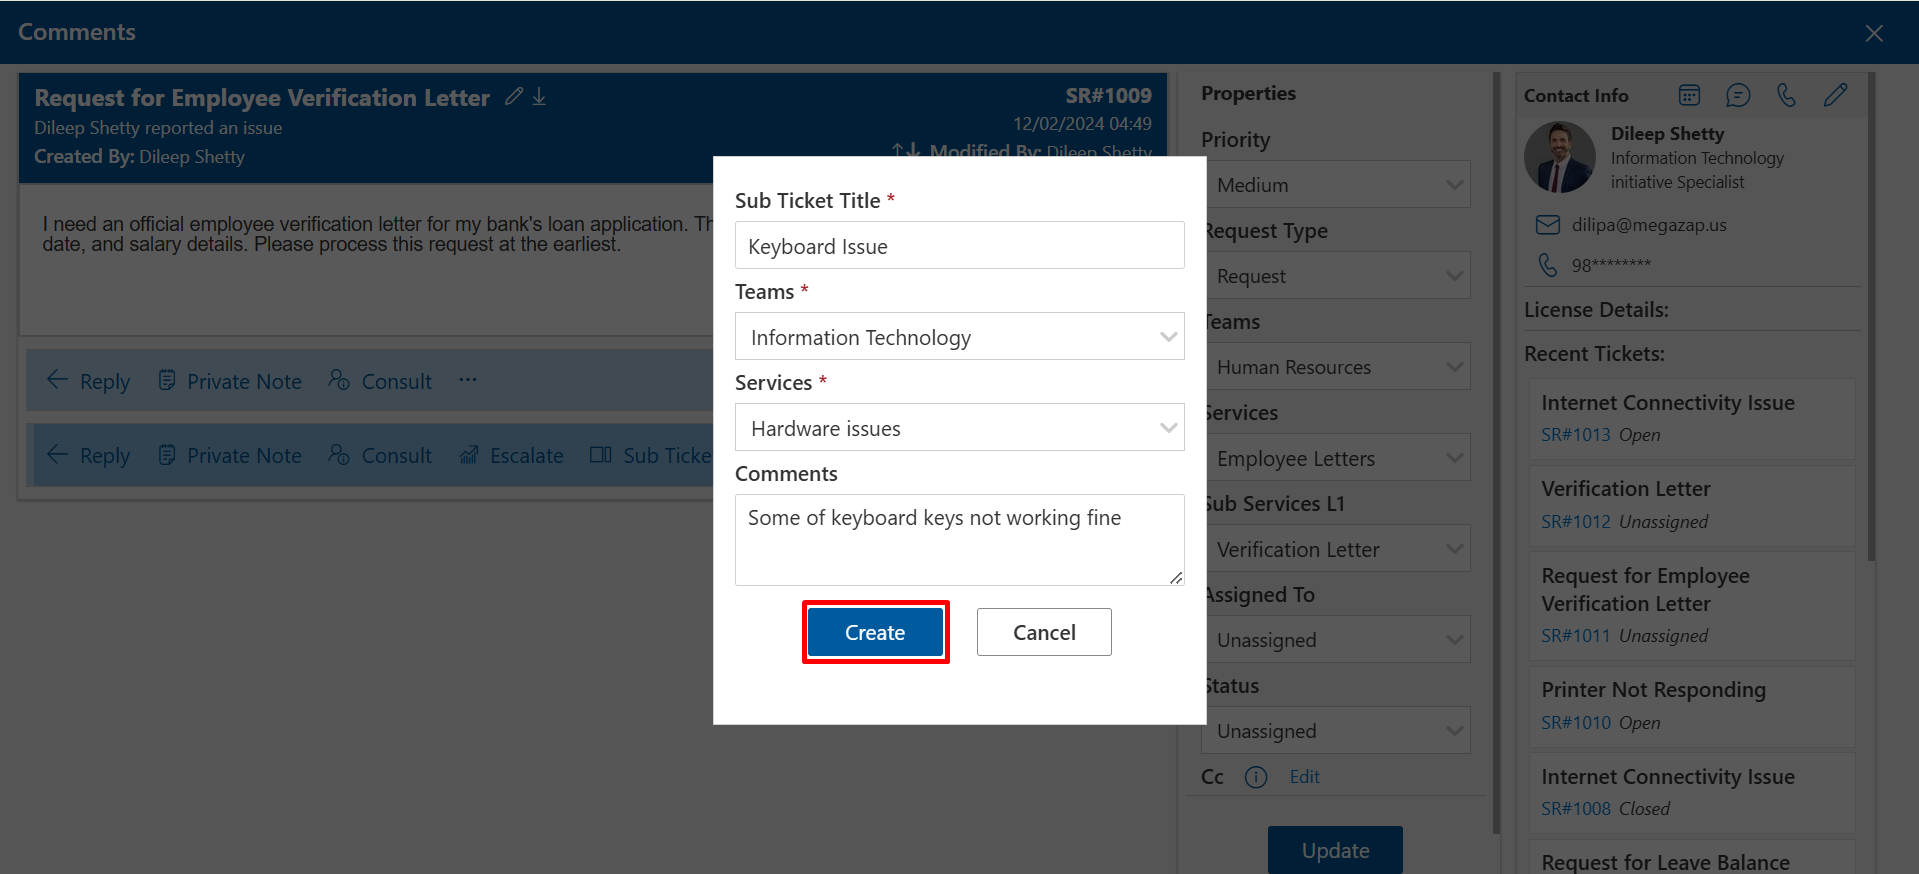 Comments
Request for Employee Verification Letter
SR#1009
Dileep Shetty reported an issue
12/02/2024 04:49
Created By: Dileep Shetty
Modified By: Dileep Shetty
I need an official employee verification letter for my bank's loan application. Th
date, and salary details. Please process this request at the earliest.
Reply Private Note Consult ...
Reply Private Note Consult Escalate Sub Ticke
Sub Ticket Title *
Keyboard Issue
Teams *
Information Technology
Services *
Hardware issues
Comments
Some of keyboard keys not working fine
Create Cancel
Properties
Priority
Medium
Request Type
Request
Teams
Human Resources
Services
Employee Letters
Sub Services L1
Verification Letter
Assigned To
Unassigned
Status
Unassigned
Cc Edit
Update
Contact Info
Dileep Shetty
Information Technology
initiative Specialist
dilipa@megazap.us
98********
License Details:
Recent Tickets:
Internet Connectivity Issue
SR#1013 Open
Verification Letter
SR#1012 Unassigned
Request for Employee
Verification Letter
SR#1011 Unassigned
Printer Not Responding
SR#1010 Open
Internet Connectivity Issue
SR#1008 Closed
Request for Leave Balance